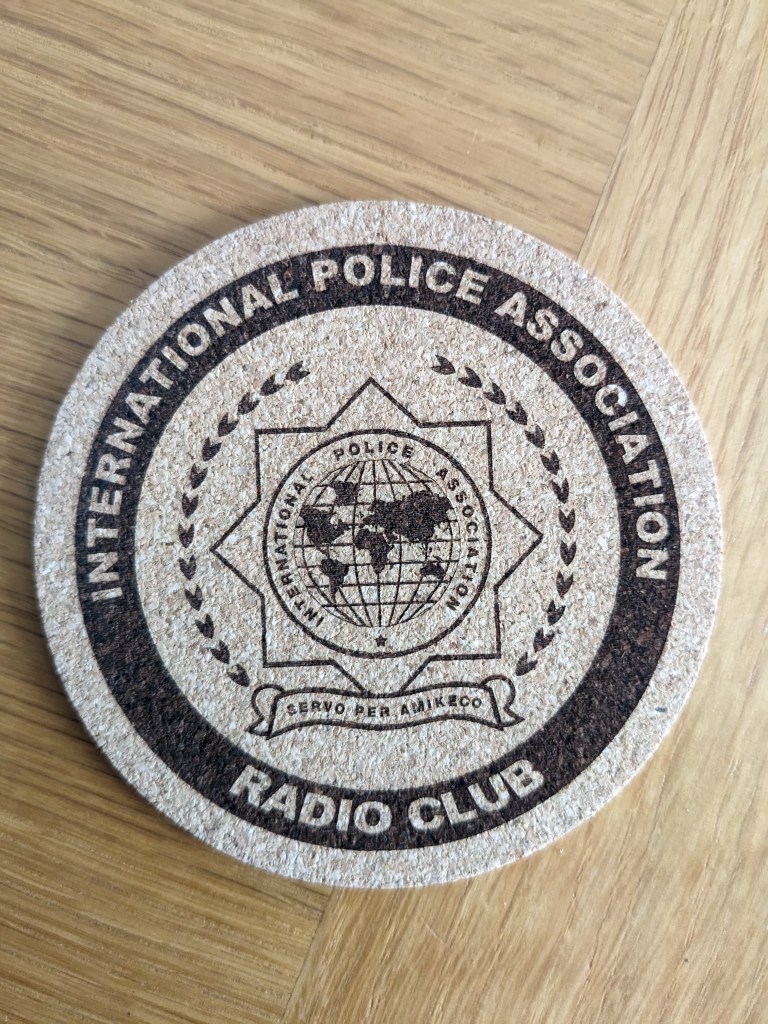 INTERNATIONAL POLICE ASSOCIATION
INTERNATIONAL POLICE ASSOCIATION
SERVO PER AMIKECO
RADIO CLUB